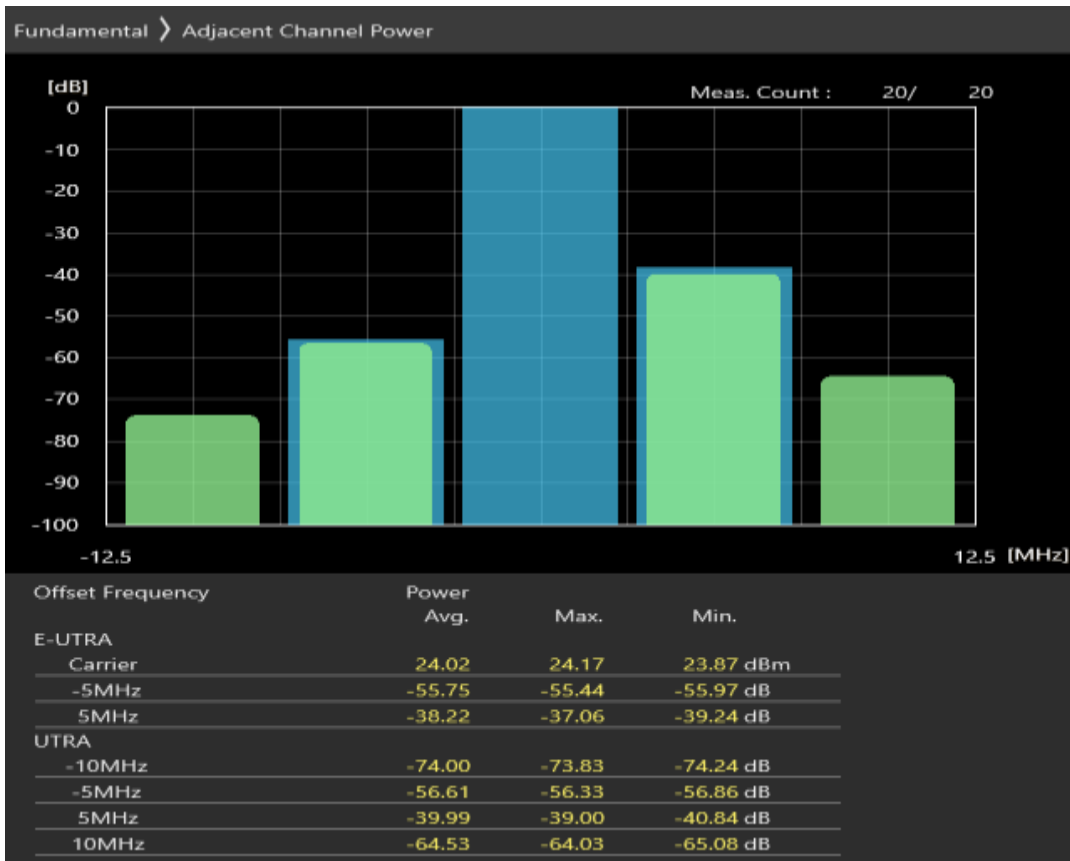 Fundamental ❯ Adjacent Channel Power
[dB]
Meas. Count : 20/ 20
0
-10
-20
-30
-40
-50
-60
-70
-80
-90
-100
-12.5 12.5 [MHz]
Offset Frequency Power
Avg. Max. Min.
E-UTRA
Carrier 24.02 24.17 23.87 dBm
-5MHz -55.75 -55.44 -55.97 dB
5MHz -38.22 -37.06 -39.24 dB
UTRA
-10MHz -74.00 -73.83 -74.24 dB
-5MHz -56.61 -56.33 -56.86 dB
5MHz -39.99 -39.00 -40.84 dB
10MHz -64.53 -64.03 -65.08 dB